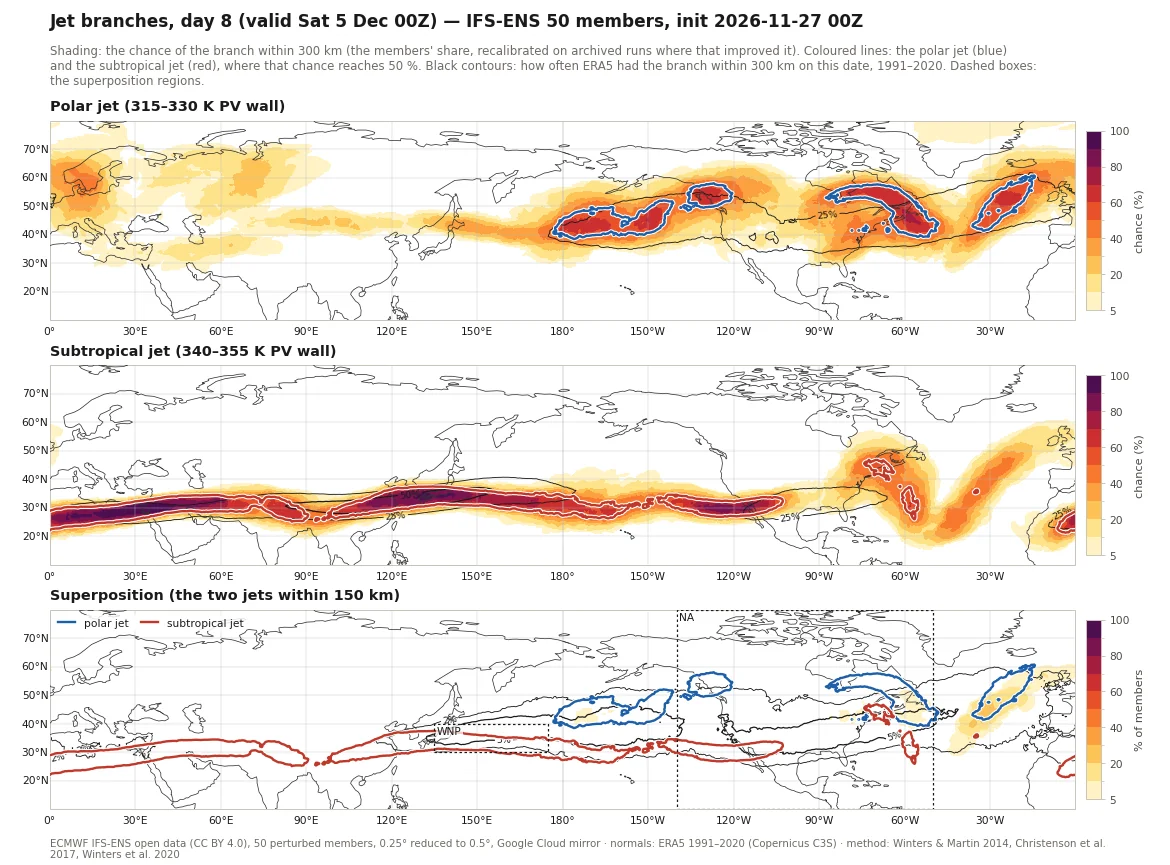 Jet branches, day 8 (valid Sat 5 Dec 00Z) — IFS-ENS 50 members, init 2026-11-27 00Z
Shading: the chance of the branch within 300 km (the members' share, recalibrated on archived runs where that improved it). Coloured lines: the polar jet (blue)
and the subtropical jet (red), where that chance reaches 50 %. Black contours: how often ERA5 had the branch within 300 km on this date, 1991–2020. Dashed boxes:
the superposition regions.
Polar jet (315–330 K PV wall)
70°N
60°N
50°N
40°N
30°N
20°N
25%
0° 30°E 60°E 90°E 120°E 150°E 180° 150°W 120°W 90°W 60°W 30°W
100
80
60
40
20
5
chance (%)
Subtropical jet (340–355 K PV wall)
70°N
60°N
50°N
40°N
30°N
20°N
25%
25%
25%
0° 30°E 60°E 90°E 120°E 150°E 180° 150°W 120°W 90°W 60°W 30°W
100
80
60
40
20
5
chance (%)
Superposition (the two jets within 150 km)
polar jet subtropical jet
NA
WNP
5%
70°N
60°N
50°N
40°N
30°N
20°N
0° 30°E 60°E 90°E 120°E 150°E 180° 150°W 120°W 90°W 60°W 30°W
100
80
60
40
20
5
% of members
ECMWF IFS-ENS open data (CC BY 4.0), 50 perturbed members, 0.25° reduced to 0.5°, Google Cloud mirror · normals: ERA5 1991–2020 (Copernicus C3S) · method: Winters & Martin 2014, Christenson et al.
2017, Winters et al. 2020